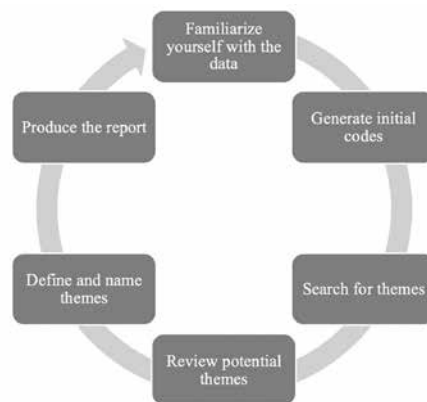 Familiarize
yourself with the
data
Generate initial
codes
Search for themes
Review potential
themes
Define and name
themes
Produce the report